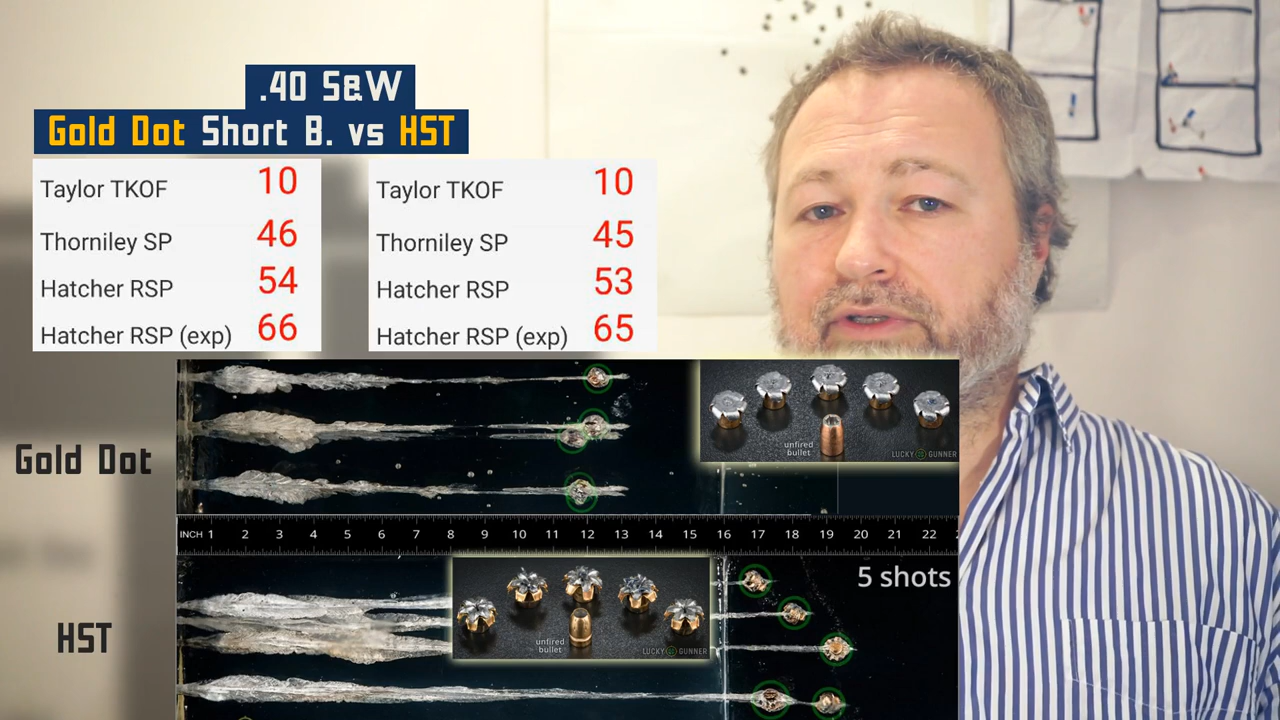 .40 S&W
Gold Dot Short B. vs HST
Taylor TKOF 10
Thorniley SP 46
Hatcher RSP 54
Hatcher RSP (exp) 66
Taylor TKOF 10
Thorniley SP 45
Hatcher RSP 53
Hatcher RSP (exp) 65
Gold Dot
unfired
bullet
LUCKY GUNNER
INCH 1 2 3 4 5 6 7 8 9 10 11 12 13 14 15 16 17 18 19 20 21 22
5 shots
HST
unfired
bullet
LUCKY GUNNER